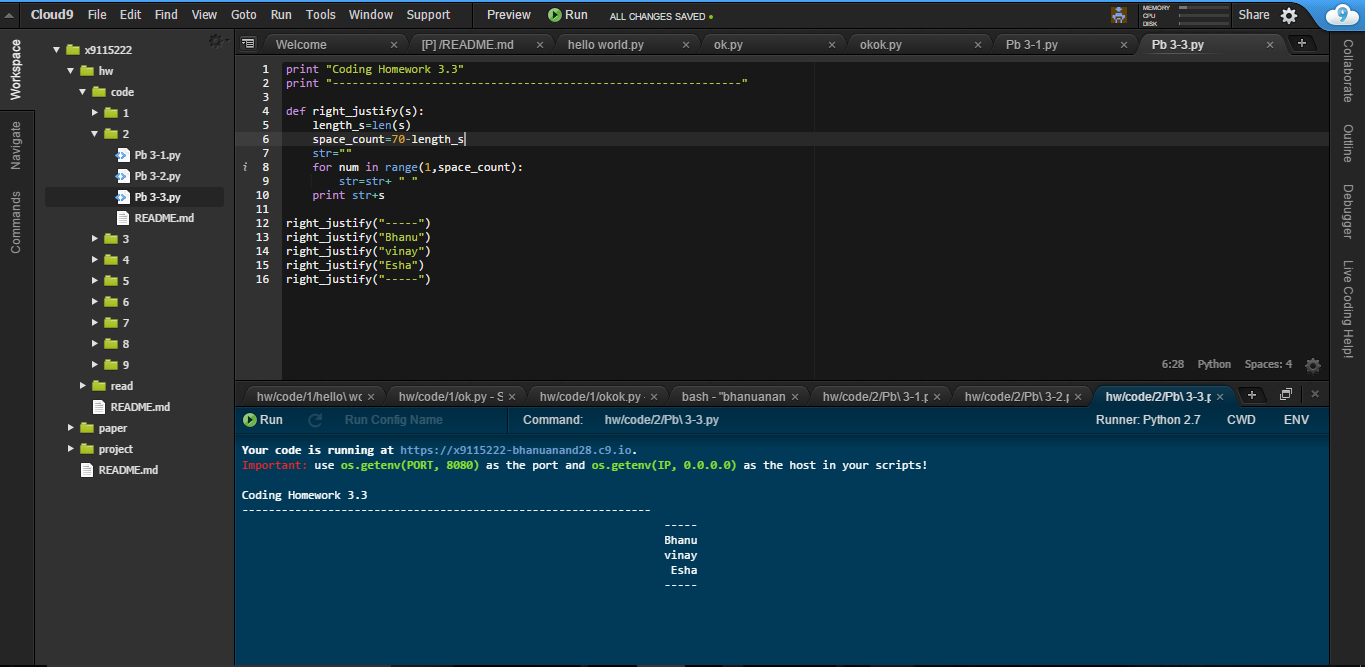 Cloud9 File Edit Find View Goto Run Tools Window Support Preview Run ALL CHANGES SAVED MEMORY CPU DISK Share
Workspace
Navigate
Commands
x9115222
hw
code
1
2
Pb 3-1.py
Pb 3-2.py
Pb 3-3.py
README.md
3
4
5
6
7
8
9
read
README.md
paper
project
README.md
Welcome [P] /README.md hello world.py ok.py okok.py Pb 3-1.py Pb 3-3.py
1 print "Coding Homework 3.3"
2 print "--------------------------------------------------------------"
3
4 def right_justify(s):
5 length_s=len(s)
6 space_count=70-length_s
7 str=""
i 8 for num in range(1,space_count):
9 str=str+ " "
10 print str+s
11
12 right_justify("-----")
13 right_justify("Bhanu")
14 right_justify("vinay")
15 right_justify("Esha")
16 right_justify("-----")
6:28 Python Spaces: 4
hw/code/1/hello\ wc hw/code/1/ok.py - S hw/code/1/okok.py - bash - "bhuanan hw/code/2/Pb\ 3-1.p hw/code/2/Pb\ 3-2.p hw/code/2/Pb\ 3-3.p
Run Run Config Name Command: hw/code/2/Pb\ 3-3.py Runner: Python 2.7 CWD ENV
Your code is running at https://x9115222-bhanuanand28.c9.io.
Important: use os.getenv(PORT, 8080) as the port and os.getenv(IP, 0.0.0.0) as the host in your scripts!
Coding Homework 3.3
--------------------------------------------------------------
-----
Bhanu
vinay
Esha
-----
Collaborate
Outline
Debugger
Live Coding Help!